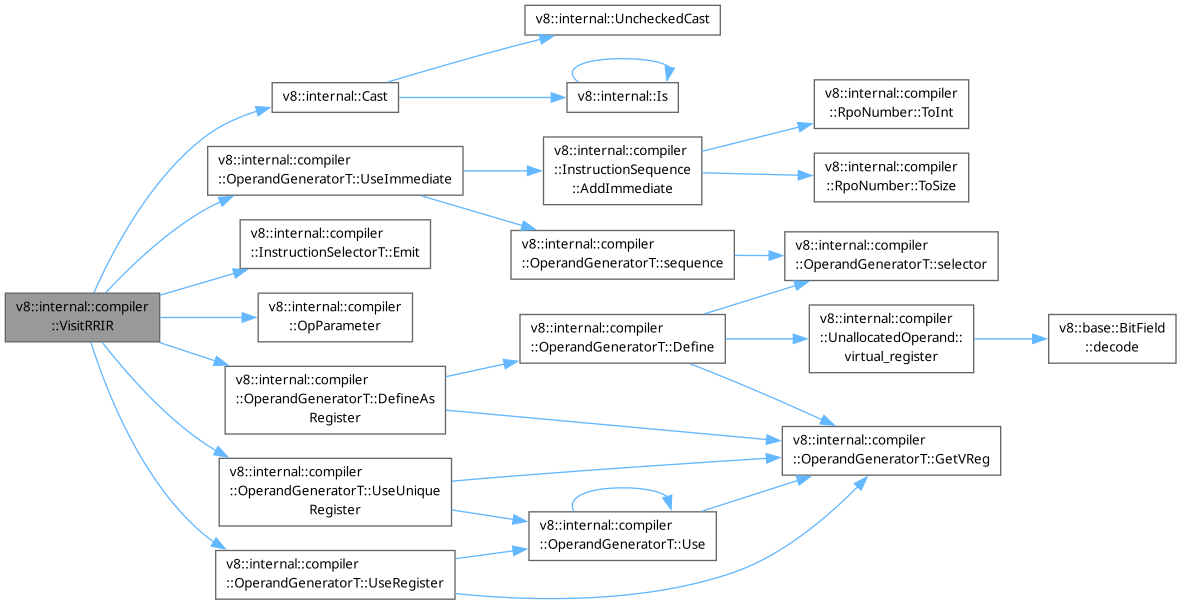 v8::internal::UncheckedCast
v8::internal::Cast
v8::internal::Is
v8::internal::compiler
::RpoNumber::ToInt
v8::internal::compiler
::OperandGeneratorT::UseImmediate
v8::internal::compiler
::InstructionSequence
::AddImmediate
v8::internal::compiler
::RpoNumber::ToSize
v8::internal::compiler
::InstructionSelectorT::Emit
v8::internal::compiler
::OperandGeneratorT::sequence
v8::internal::compiler
::OperandGeneratorT::selector
v8::internal::compiler
::VisitRRIR
v8::internal::compiler
::OpParameter
v8::internal::compiler
::OperandGeneratorT::Define
v8::internal::compiler
::UnallocatedOperand::
virtual_register
v8::base::BitField
::decode
v8::internal::compiler
::OperandGeneratorT::DefineAs
Register
v8::internal::compiler
::OperandGeneratorT::GetVReg
v8::internal::compiler
::OperandGeneratorT::UseUnique
Register
v8::internal::compiler
::OperandGeneratorT::Use
v8::internal::compiler
::OperandGeneratorT::UseRegister